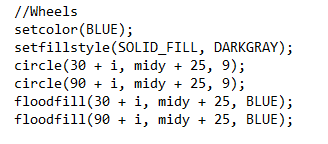 //Wheels
setcolor(BLUE);
setfillstyle(SOLID_FILL, DARKGRAY);
circle(30 + i, midy + 25, 9);
circle(90 + i, midy + 25, 9);
floodfill(30 + i, midy + 25, BLUE);
floodfill(90 + i, midy + 25, BLUE);